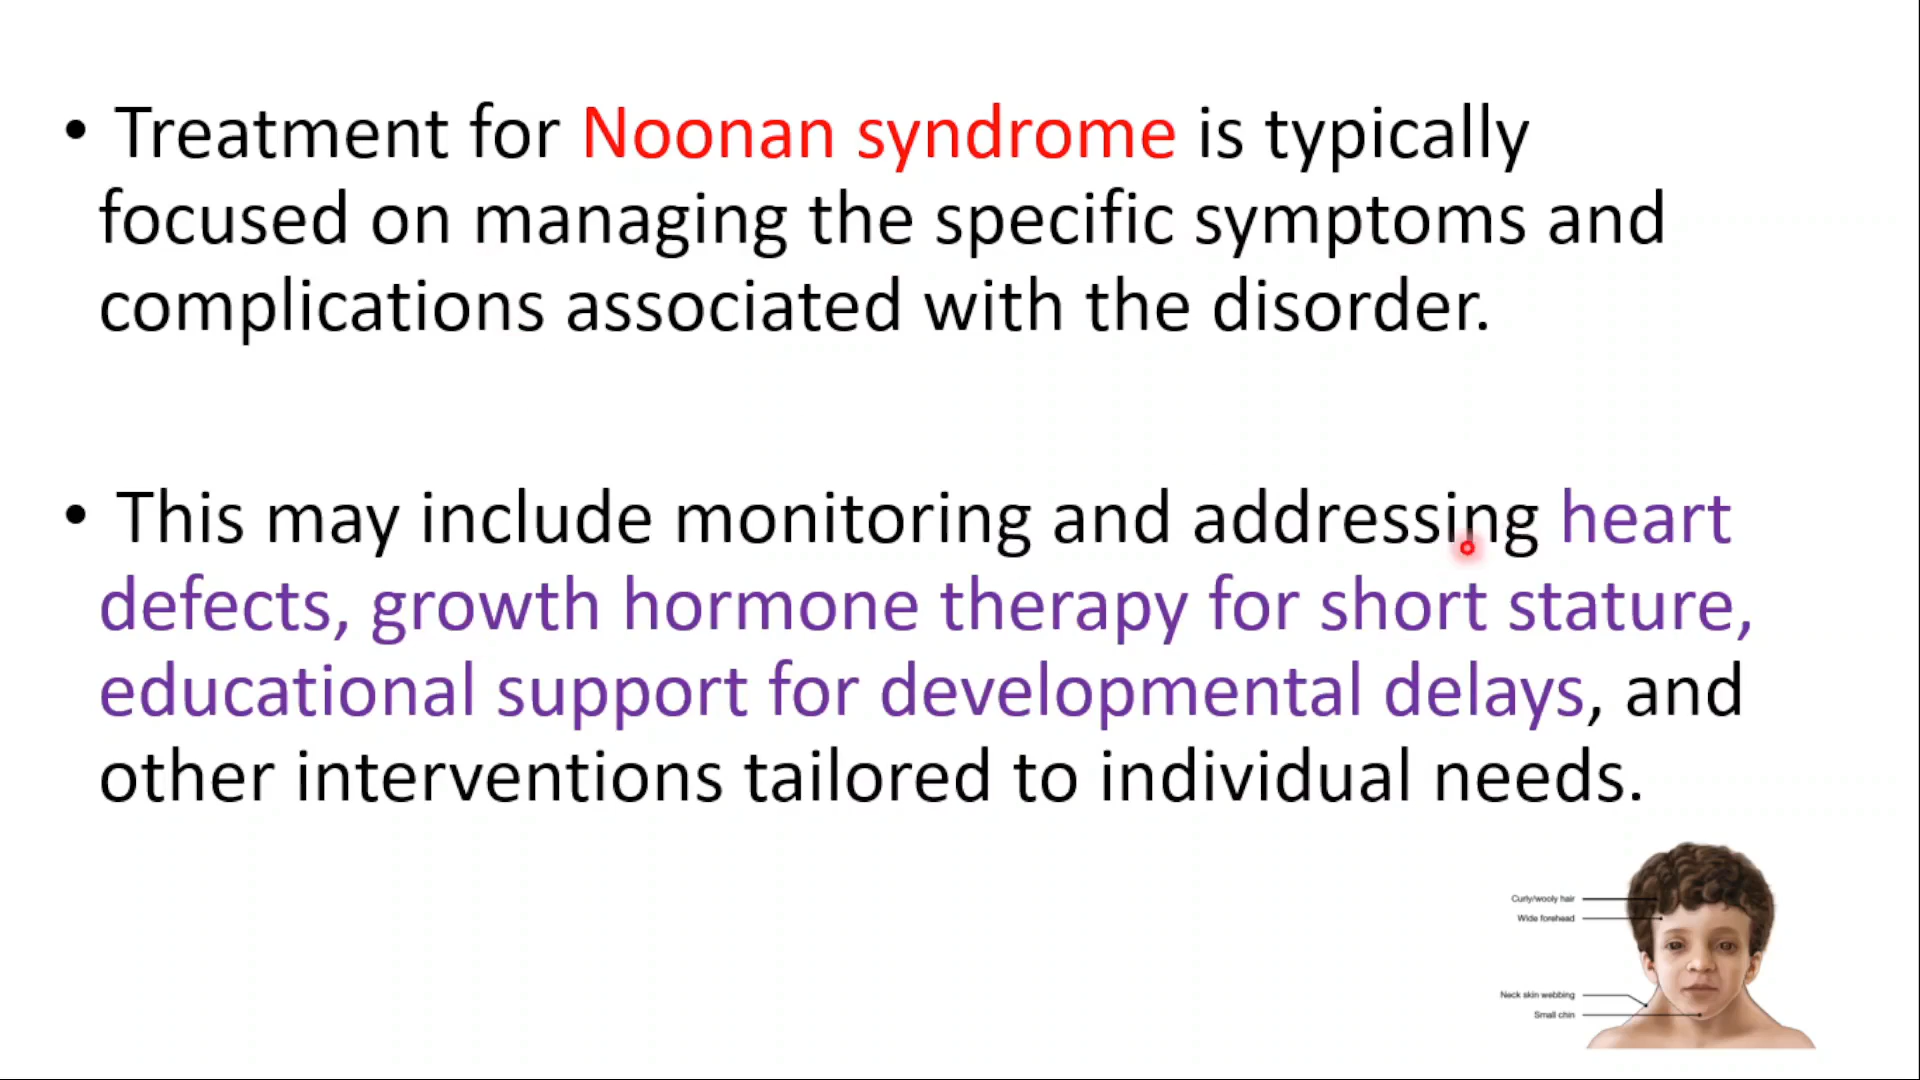 • Treatment for Noonan syndrome is typically
focused on managing the specific symptoms and
complications associated with the disorder.
• This may include monitoring and addressing heart
defects, growth hormone therapy for short stature,
educational support for developmental delays, and
other interventions tailored to individual needs.
Curly/wooly hair
Wide forehead
Neck skin webbing
Small chin